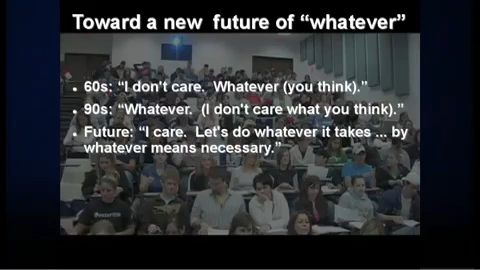 Toward a new future of “whatever”
• 60s: “I don't care. Whatever (you think).”
• 90s: “Whatever. (I don't care what you think).”
• Future: “I care. Let's do whatever it takes ... by
whatever means necessary.”